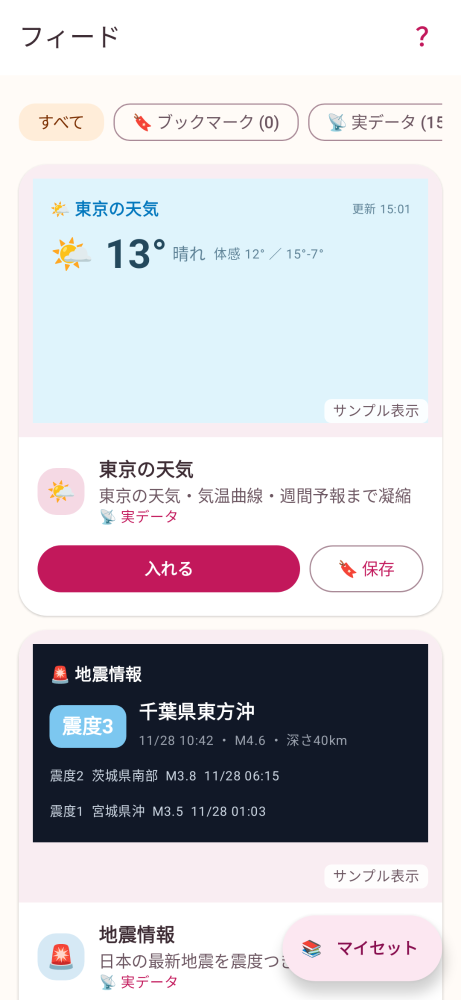 フィード
?
すべて
ブックマーク (0)
実データ (15
東京の天気
更新 15:01
13° 晴れ 体感 12° ／ 15°-7°
サンプル表示
東京の天気
東京の天気・気温曲線・週間予報まで凝縮
実データ
入れる
保存
地震情報
震度3
千葉県東方沖
11/28 10:42 ・ M4.6 ・ 深さ40km
震度2 茨城県南部 M3.8 11/28 06:15
震度1 宮城県沖 M3.5 11/28 01:03
サンプル表示
地震情報
日本の最新地震を震度つ
実データ
マイセット